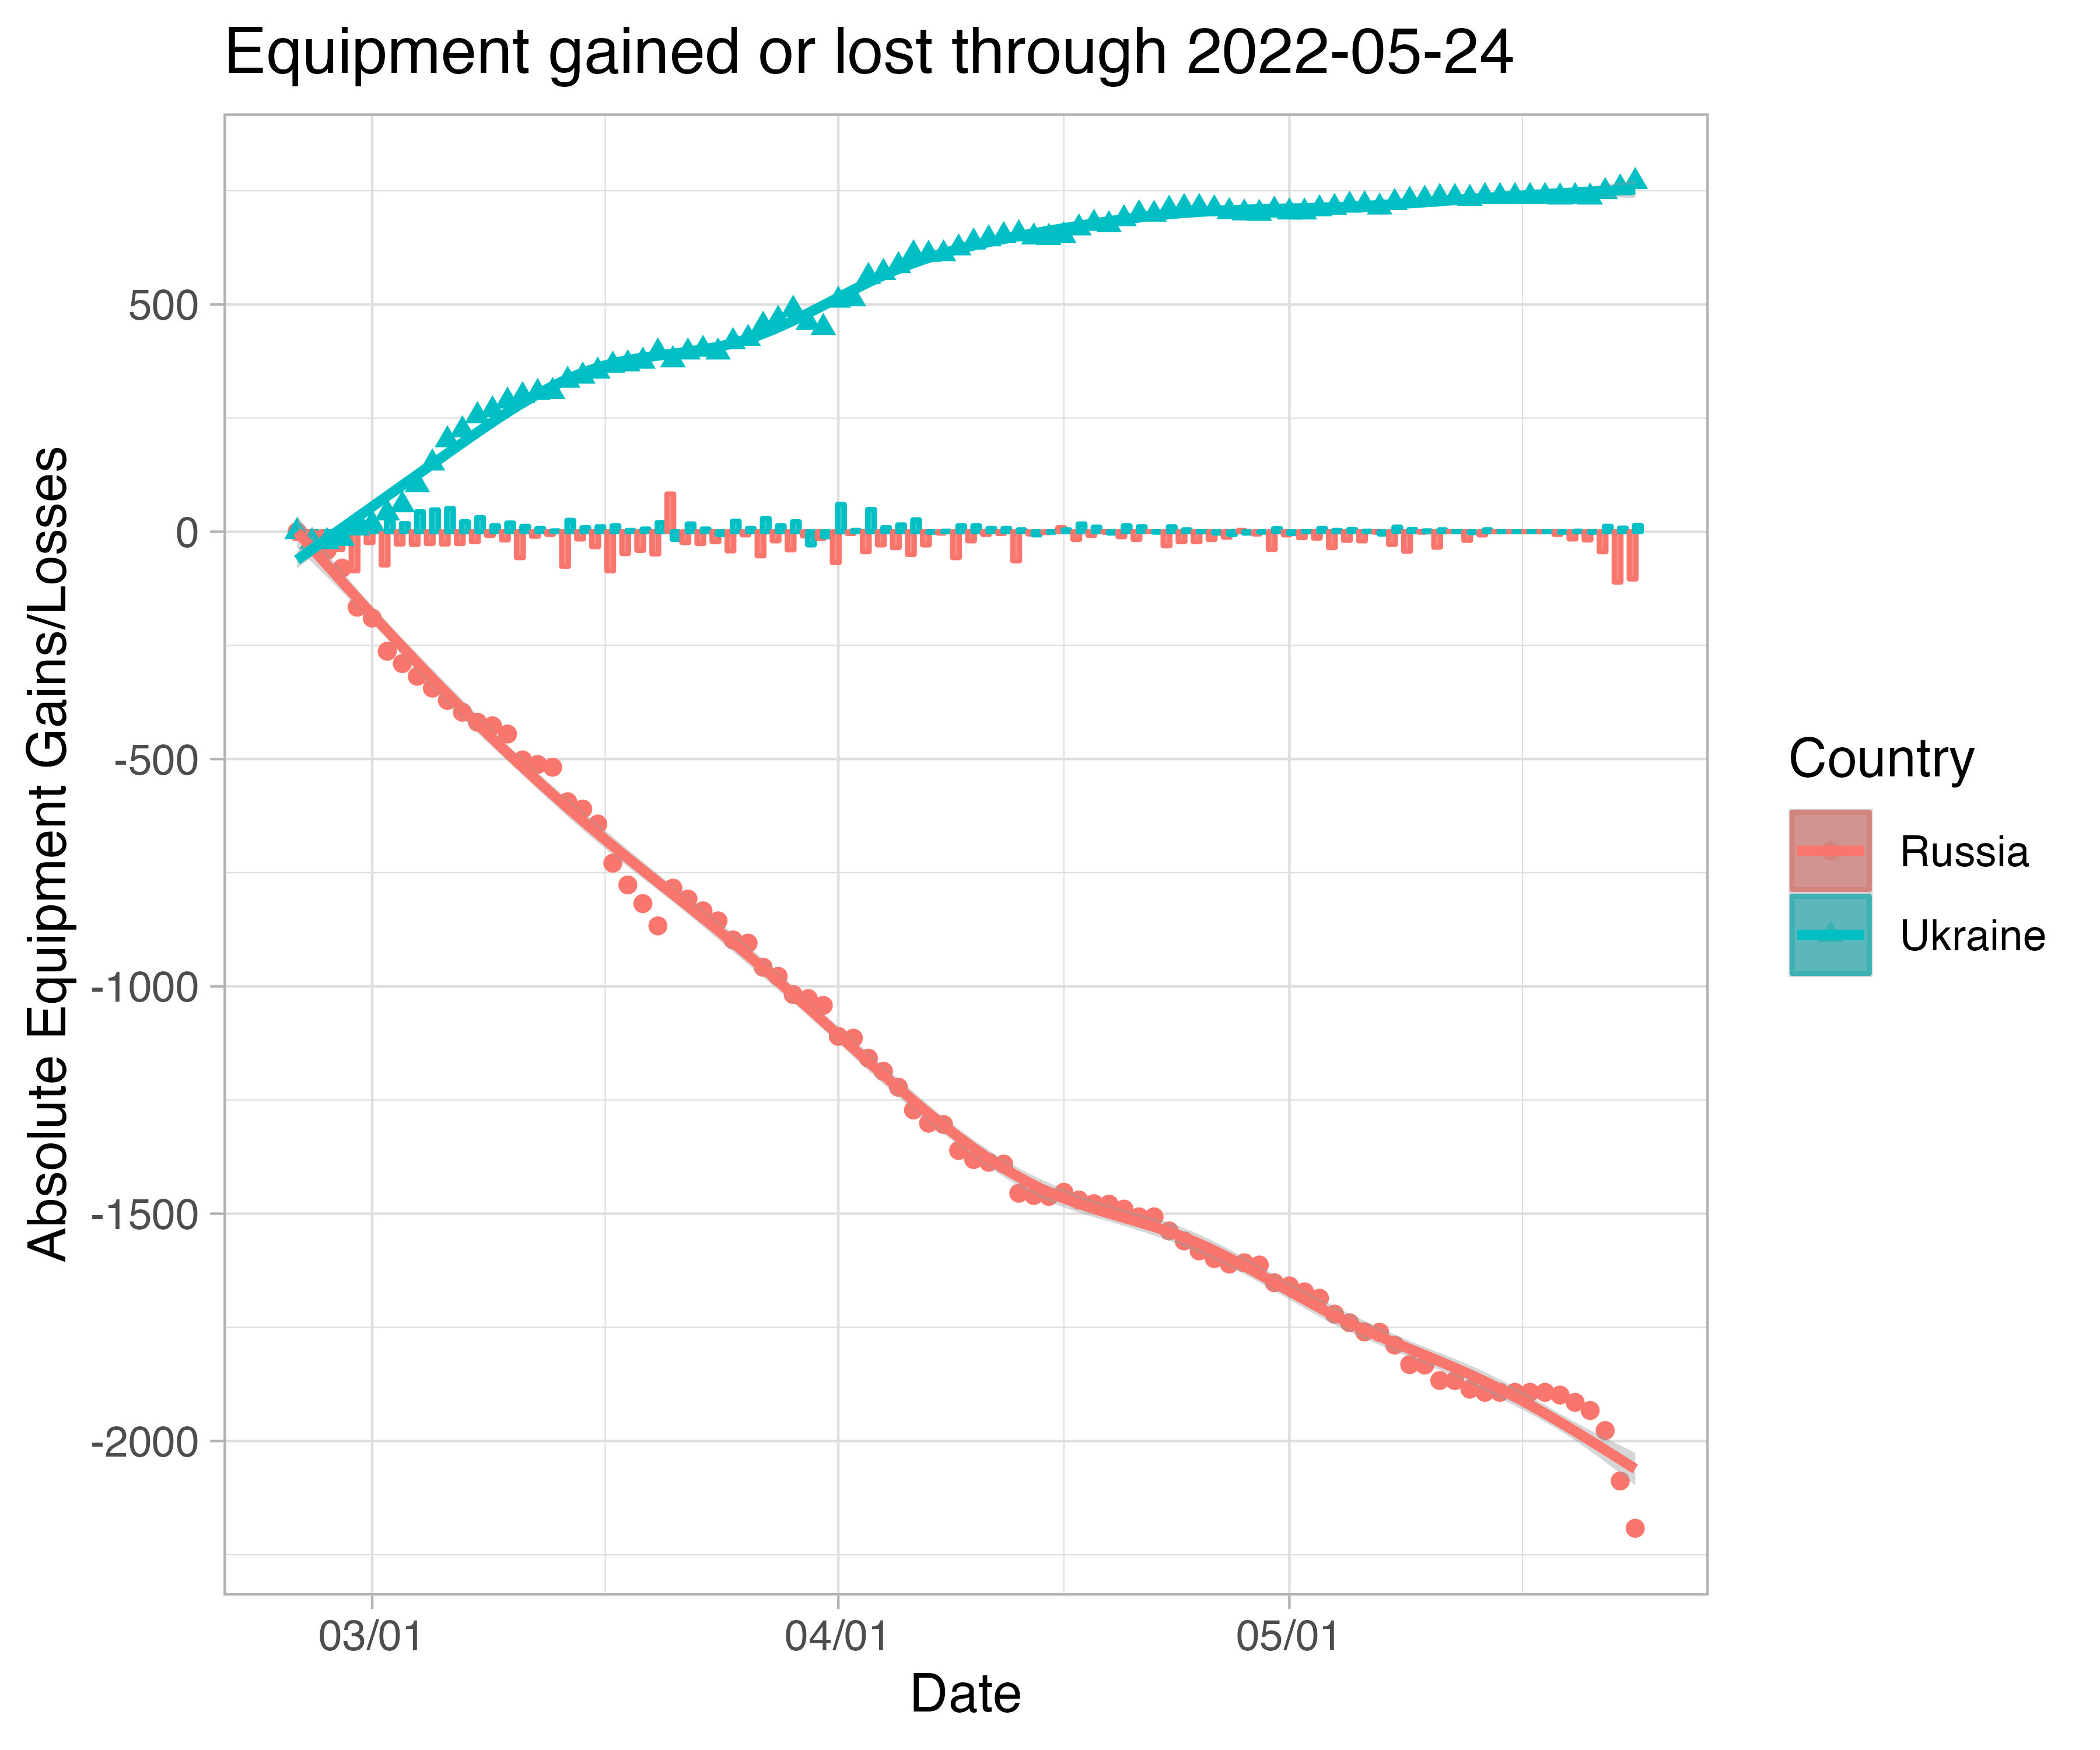 Equipment gained or lost through 2022-05-24
Absolute Equipment Gains/Losses
500
0
-500
-1000
-1500
-2000
03/01
04/01
05/01
Date
Country
Russia
Ukraine